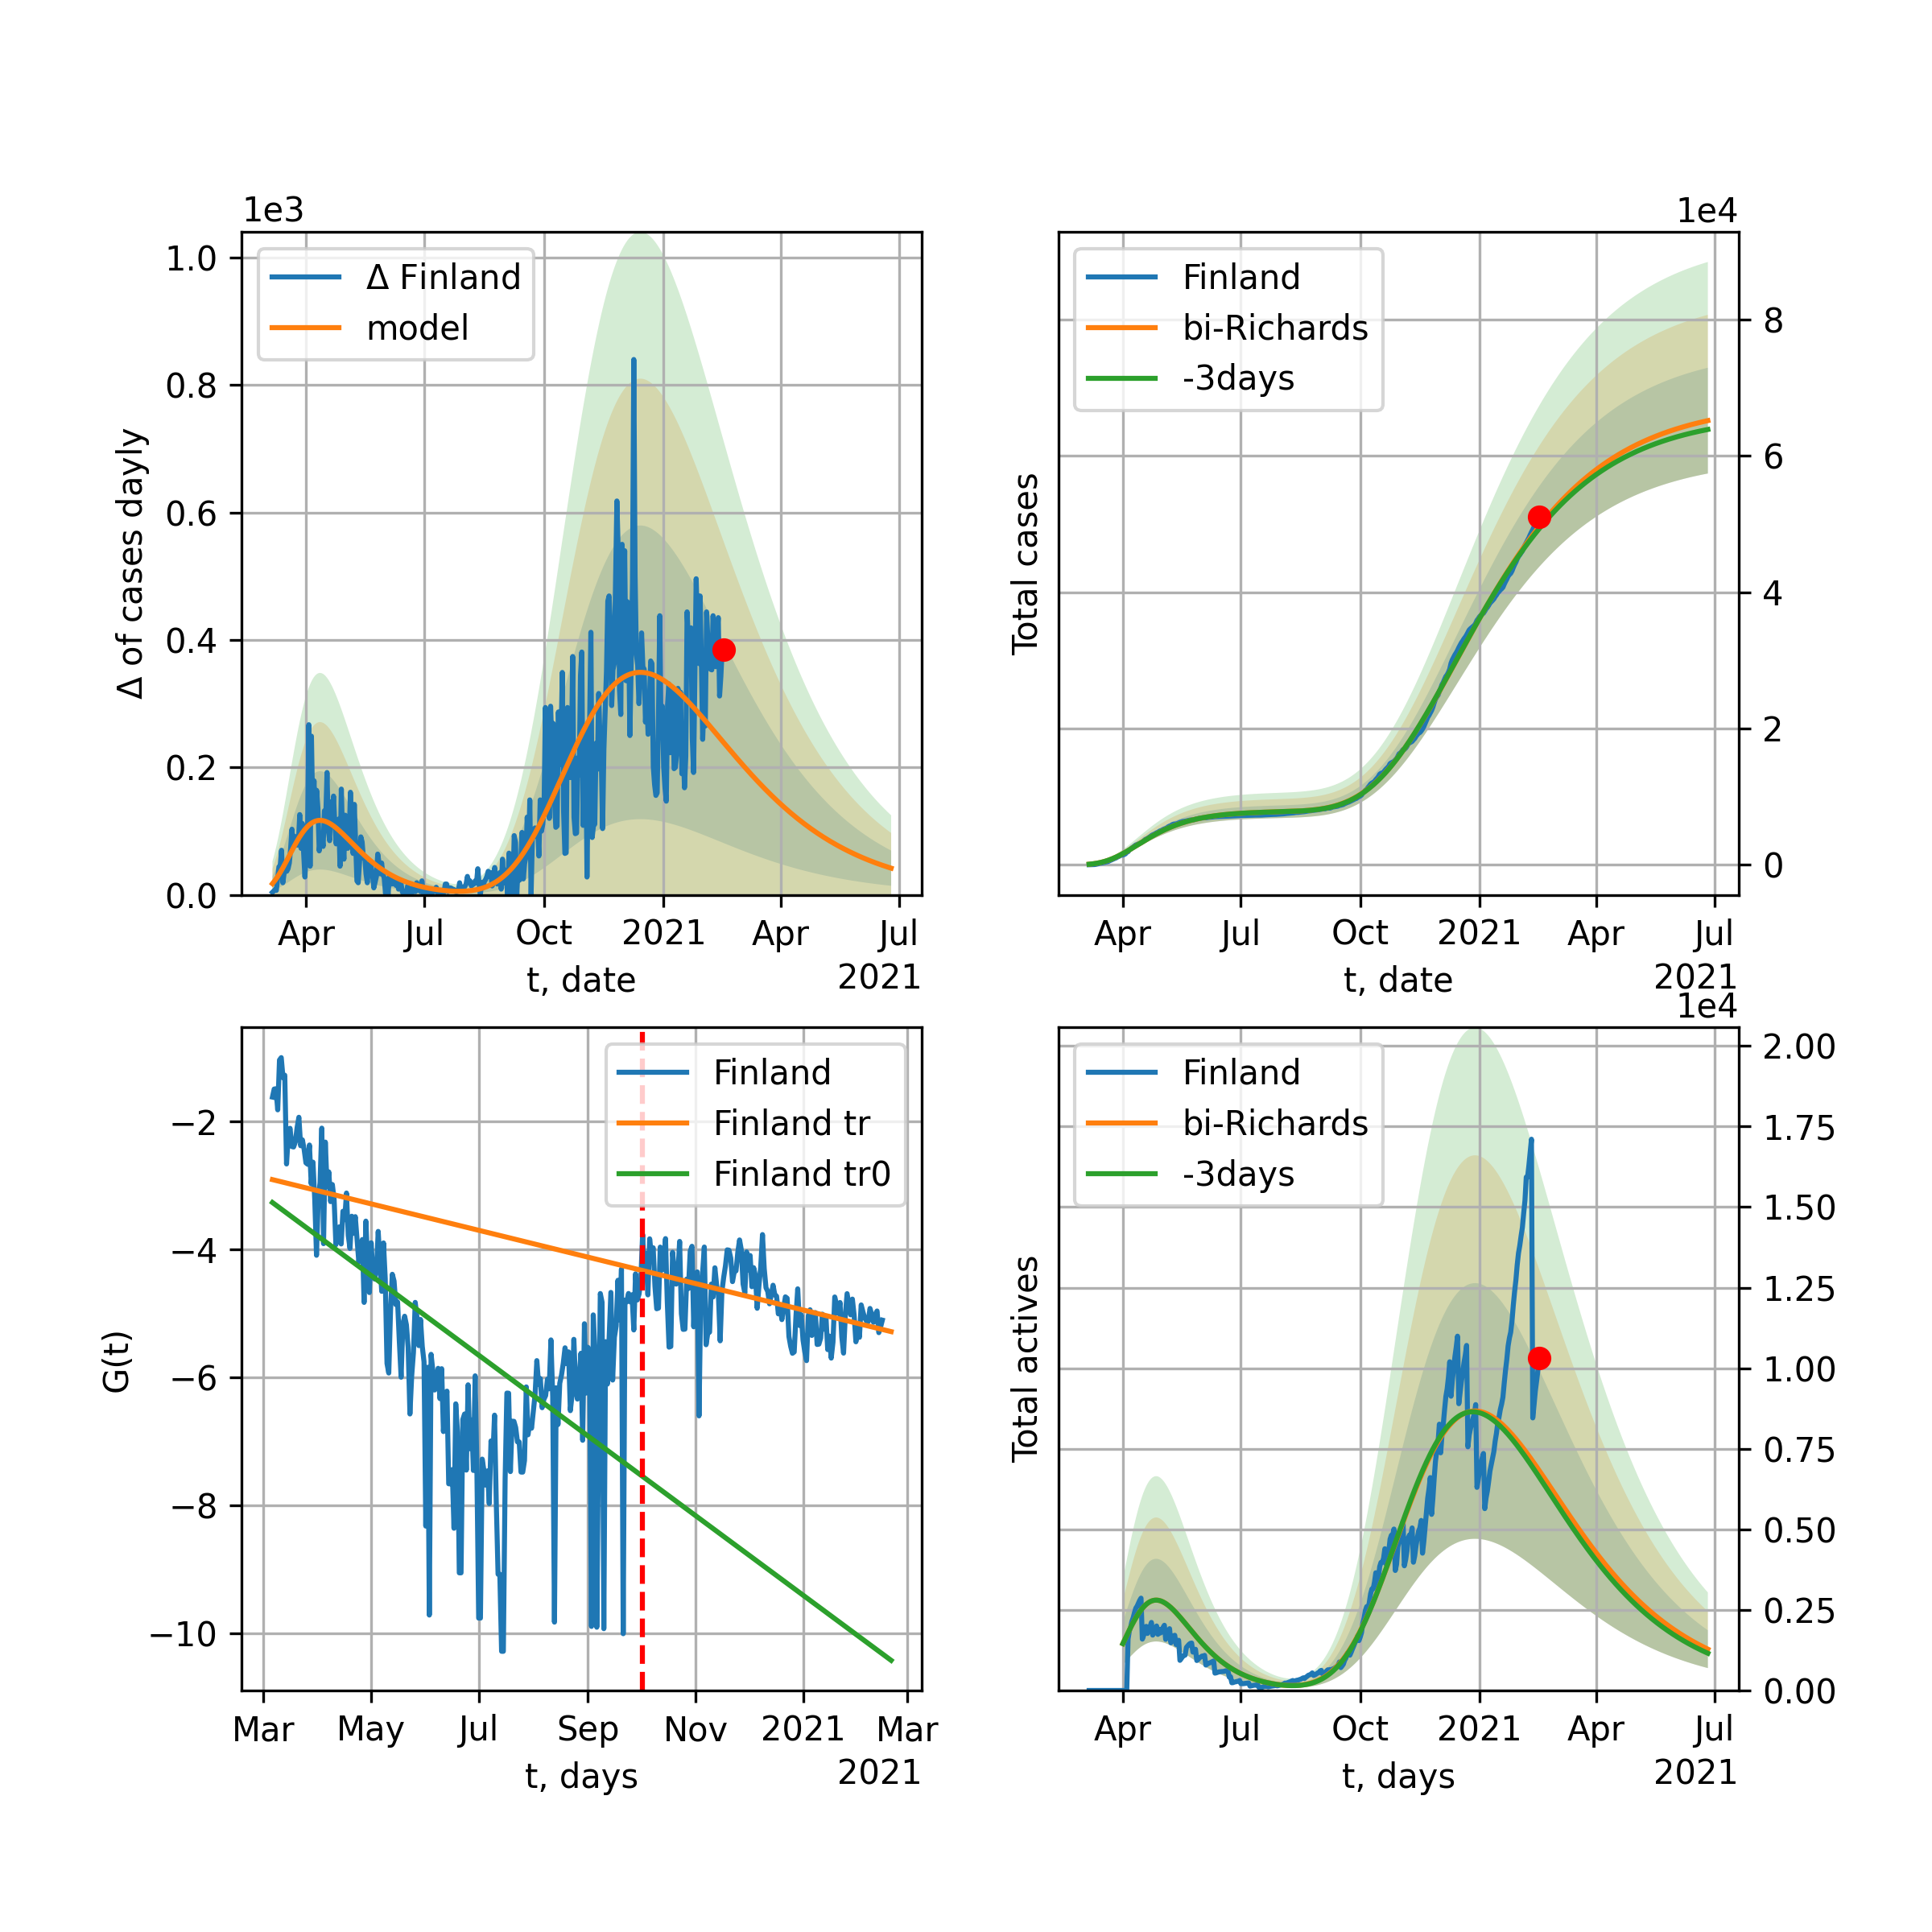 1e3
1.0
0.8
0.6
0.4
0.2
0.0
Δ of cases dayly
Δ Finland
model
Apr Jul Oct 2021 Apr Jul
t, date
2021
1e4
Finland
bi-Richards
-3days
Total cases
8
6
4
2
0
Apr Jul Oct 2021 Apr Jul
t, date
2021
−2
−4
−6
−8
−10
G(t)
Finland
Finland tr
Finland tr0
Mar May Jul Sep Nov 2021 Mar
t, days
2021
1e4
Finland
bi-Richards
-3days
Total actives
2.00
1.75
1.50
1.25
1.00
0.75
0.50
0.25
0.00
Apr Jul Oct 2021 Apr Jul
t, days
2021